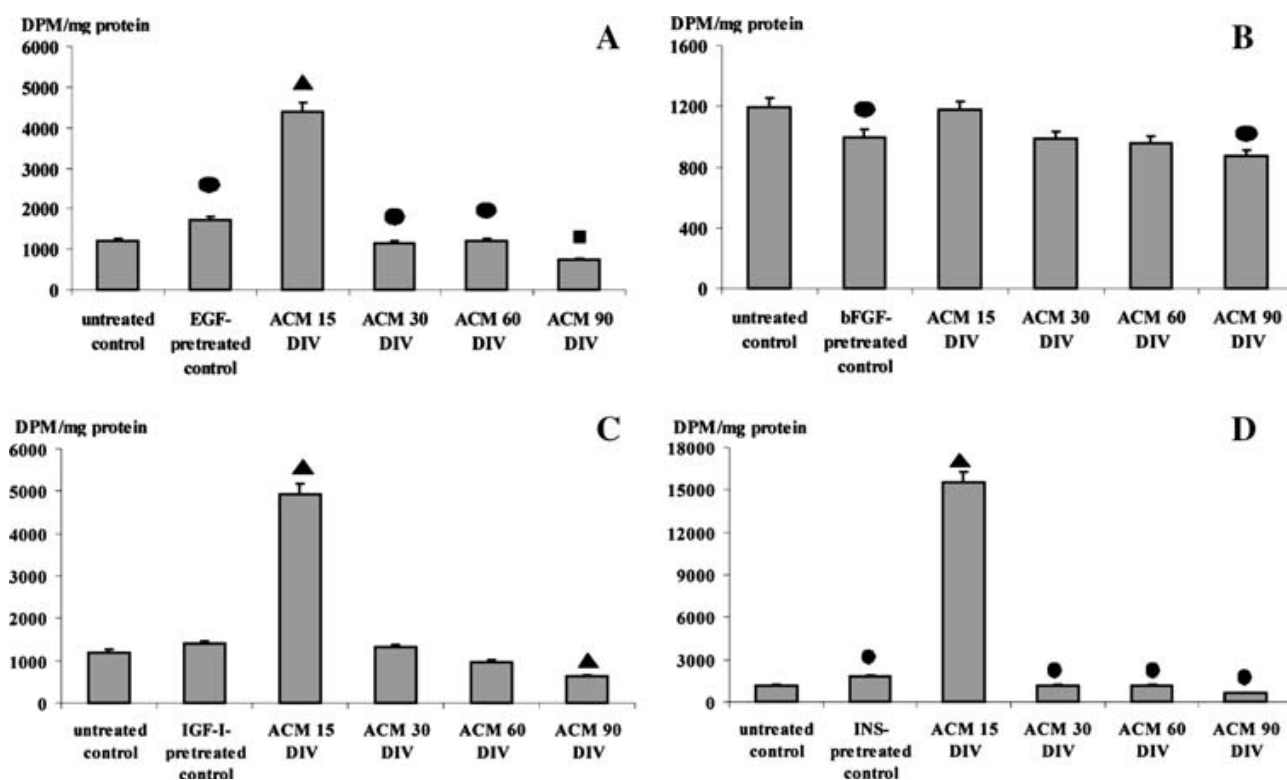 DPM/mg protein
A
6000
5000
4000
3000
2000
1000
0
untreated EGF- ACM 15 ACM 30 ACM 60 ACM 90
control pretreated DIV DIV DIV DIV
control
DPM/mg protein
B
1600
1200
800
400
0
untreated bFGF- ACM 15 ACM 30 ACM 60 ACM 90
control pretreated DIV DIV DIV DIV
control
DPM/mg protein
C
6000
5000
4000
3000
2000
1000
0
untreated IGF-I- ACM 15 ACM 30 ACM 60 ACM 90
control pretreated DIV DIV DIV DIV
control
DPM/mg protein
D
18000
15000
12000
9000
6000
3000
0
untreated INS- ACM 15 ACM 30 ACM 60 ACM 90
control pretreated DIV DIV DIV DIV
control